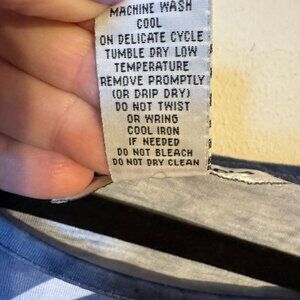 MACHINE WASH
COOL
ON DELICATE CYCLE
TUMBLE DRY LOW
TEMPERATURE
REMOVE PROMPTLY
(OR DRIP DRY)
DO NOT TWIST
OR WRING
COOL IRON
IF NEEDED
DO NOT BLEACH
DO NOT DRY CLEAN